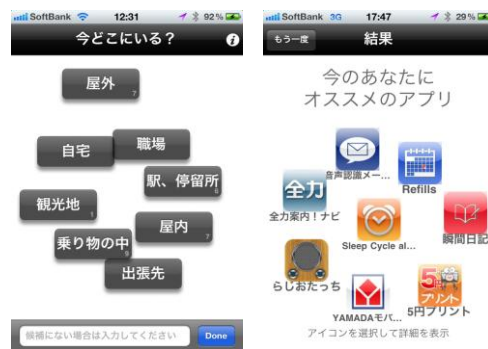 SoftBank 12:31 92%
今どこにいる？
屋外
7
自宅
職場
駅、停留所
8
観光地
1
屋内
7
乗り物の中
9
出張先
候補にない場合は入力してください
Done
SoftBank 3G 17:47 29%
もう一度
結果
今のあなたに
オススメのアプリ
音声認識メー...
Refills
全力
全力案内！ナビ
Sleep Cycle al...
瞬間日記
らじおたっち
YAMADAモバ...
5円
プリント
5円プリント
アイコンを選択して詳細を表示